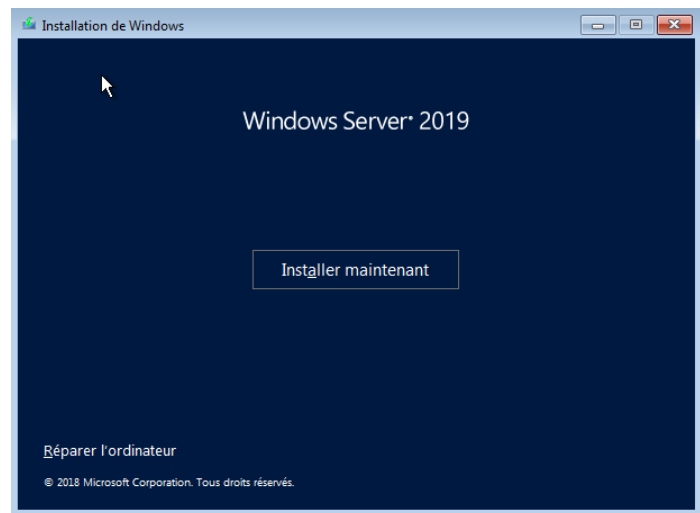 Installation de Windows
Windows Server® 2019
Installer maintenant
Réparer l'ordinateur
© 2018 Microsoft Corporation. Tous droits réservés.